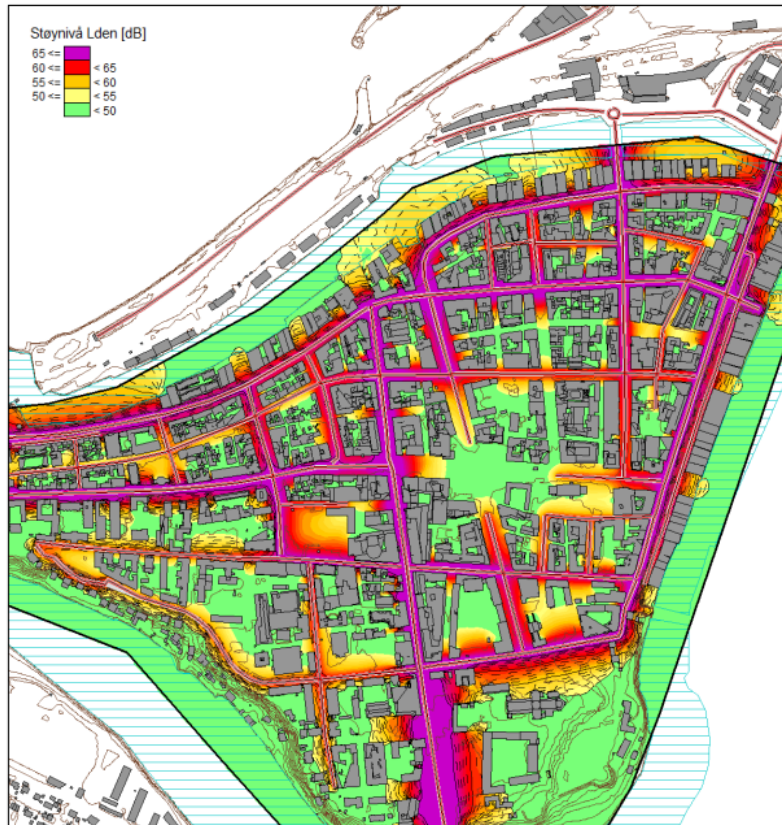 Støynivå Lden [dB]
65 <=
60 <= < 65
55 <= < 60
50 <= < 55
< 50